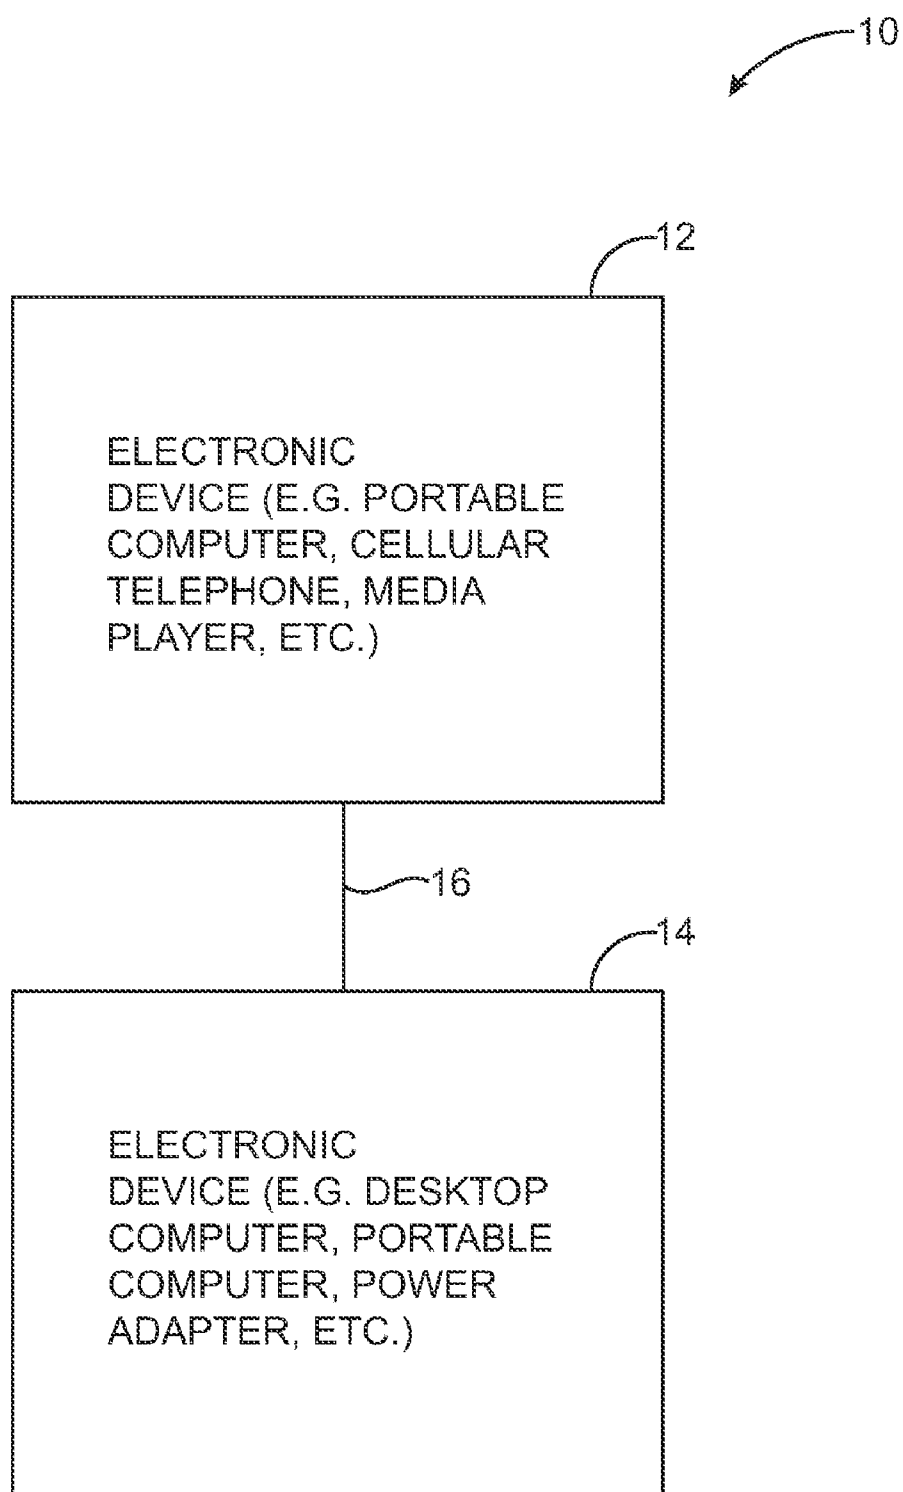 10
12
ELECTRONIC
DEVICE (E.G. PORTABLE
COMPUTER, CELLULAR
TELEPHONE, MEDIA
PLAYER, ETC.)
16
14
ELECTRONIC
DEVICE (E.G. DESKTOP
COMPUTER, PORTABLE
COMPUTER, POWER
ADAPTER, ETC.)